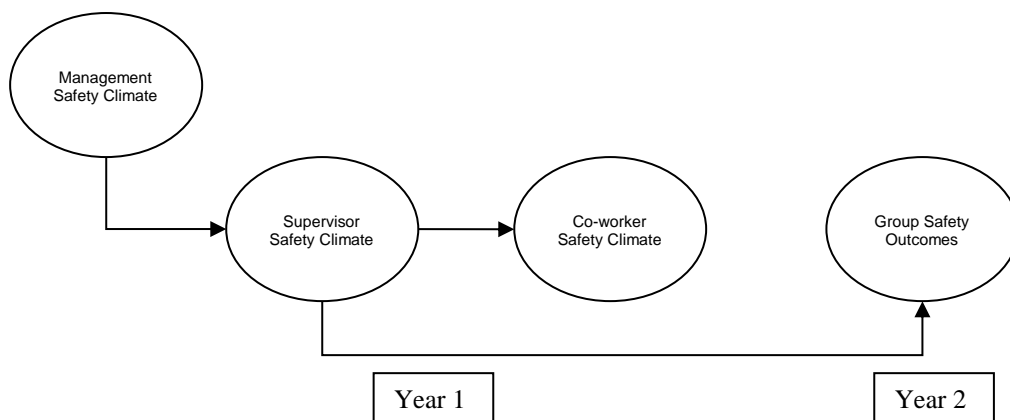 Management
Safety Climate
Supervisor
Safety Climate
Co-worker
Safety Climate
Group Safety
Outcomes
Year 1
Year 2